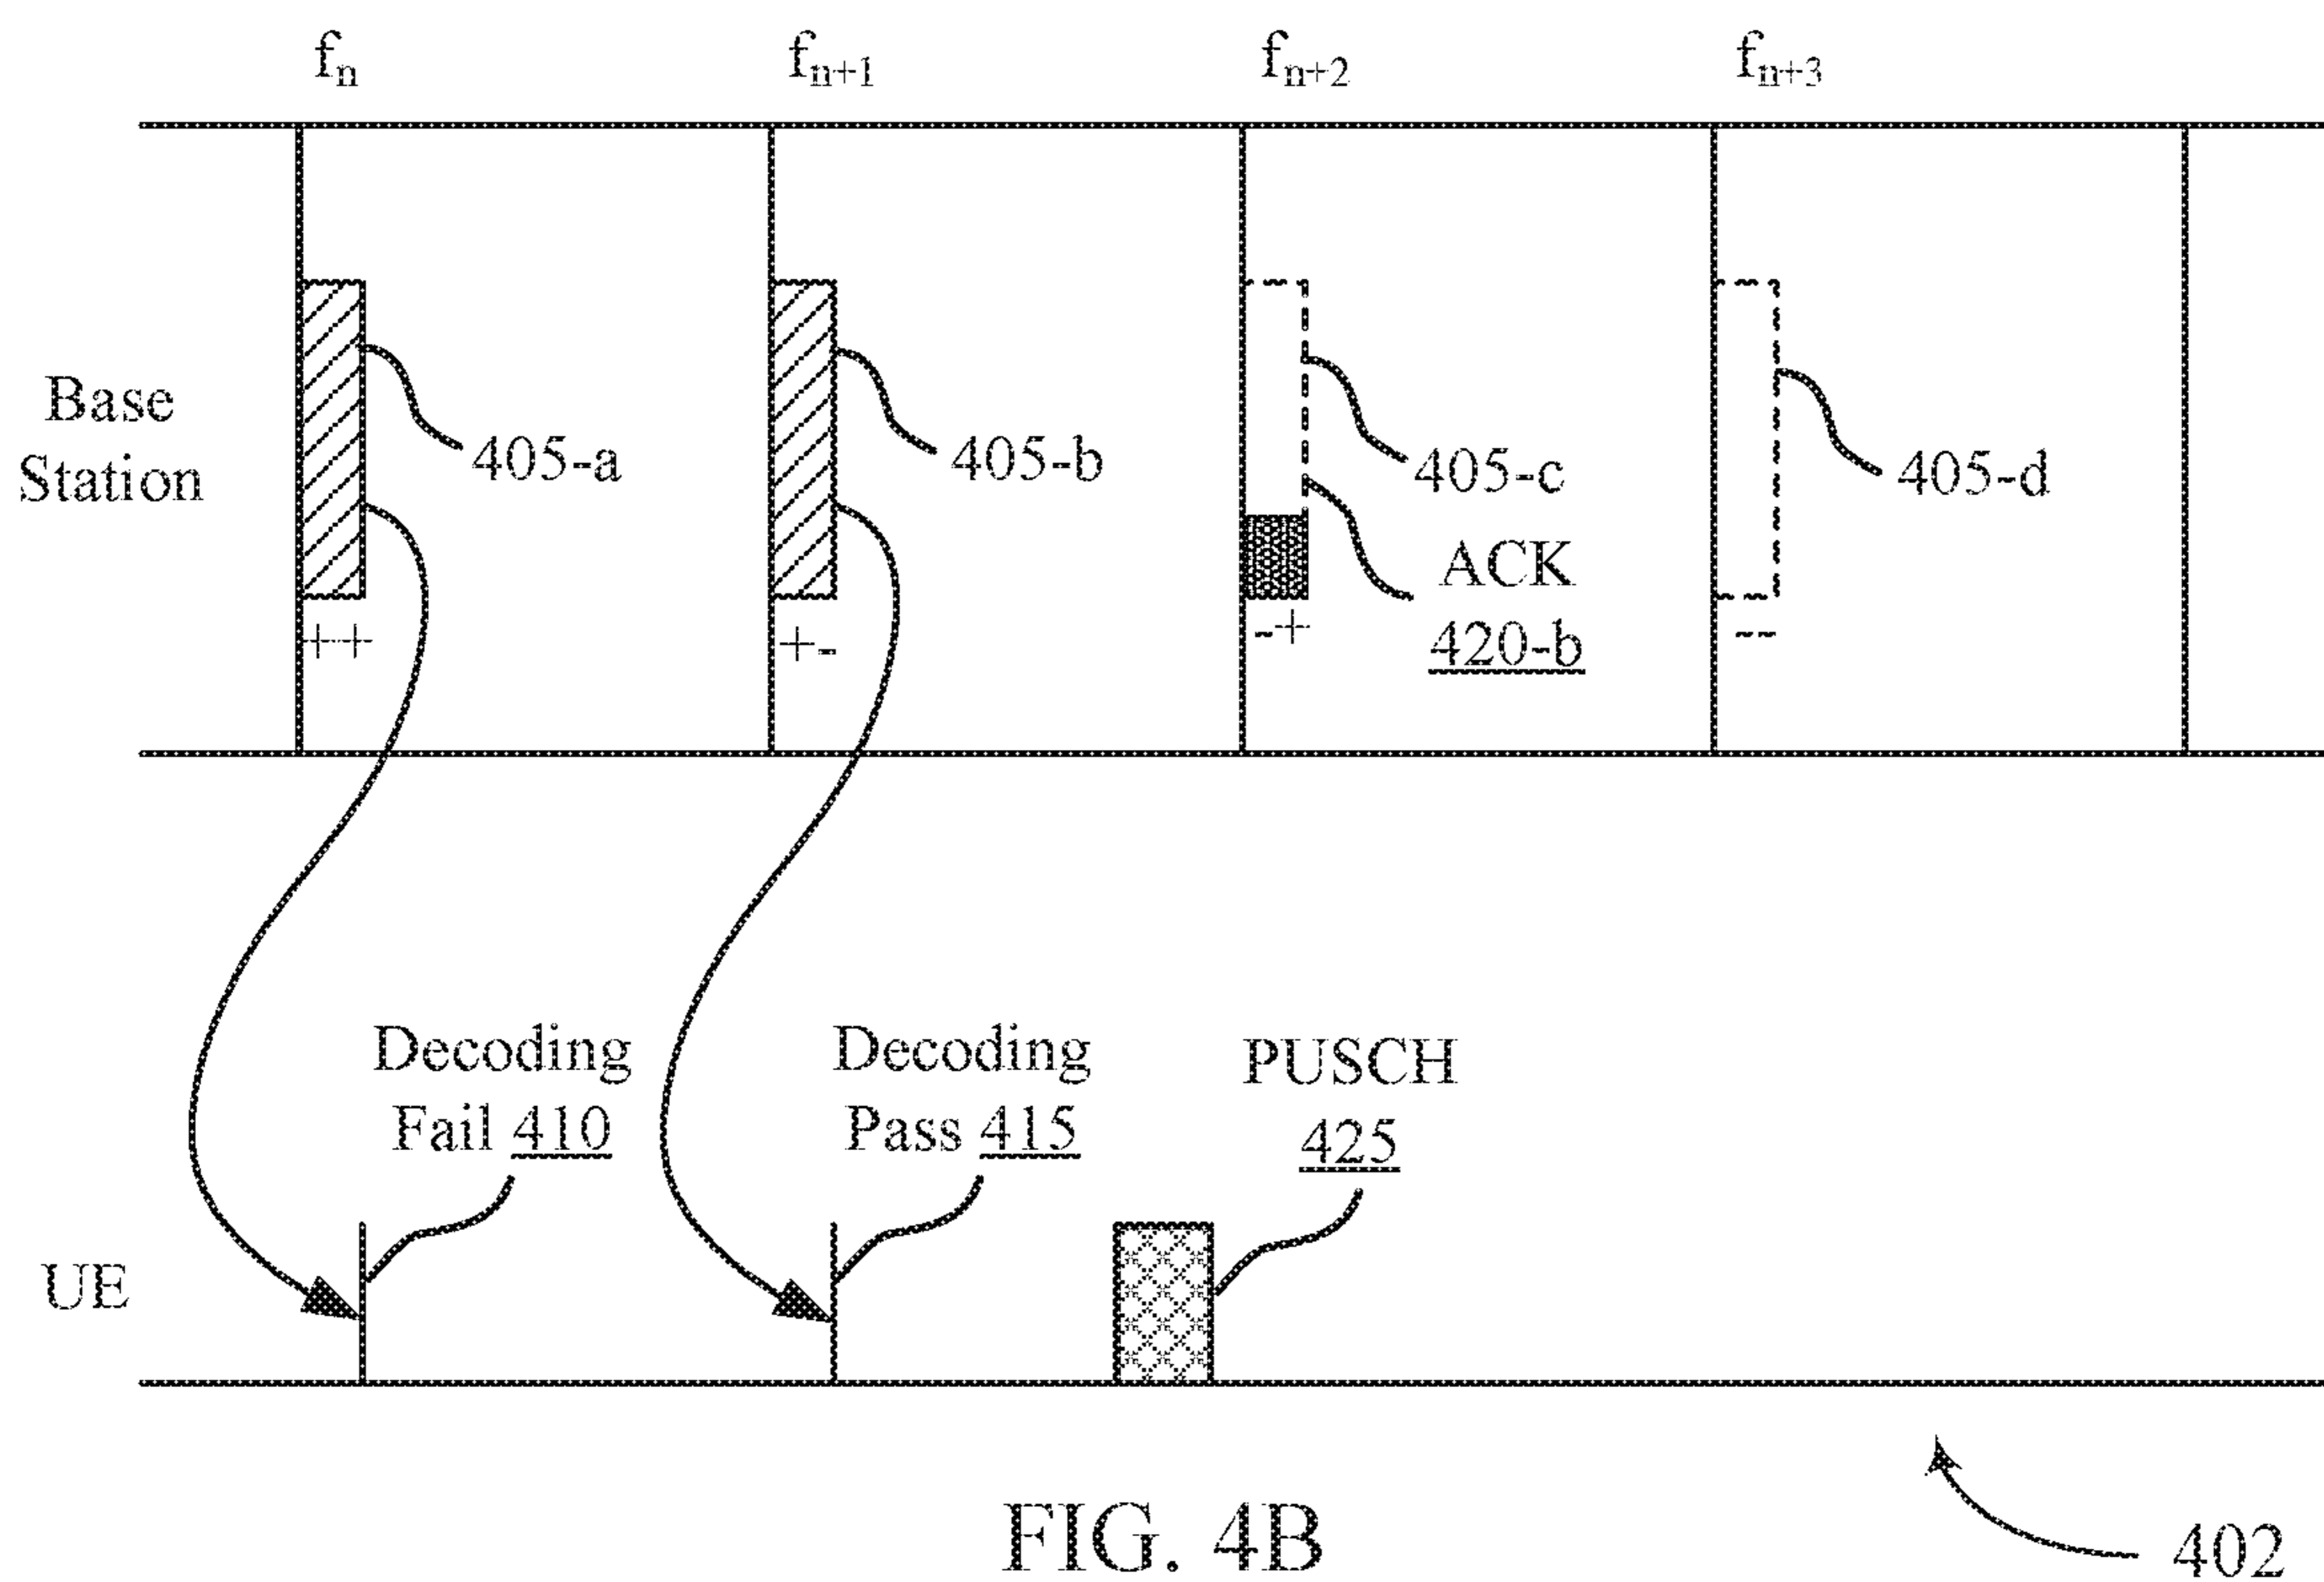 fn fn+1 fn+2 fn+3
Base
Station
405-a
405-b
405-c
405-d
ACK
420-b
++ +- -+ --
Decoding
Fail 410
Decoding
Pass 415
PUSCH
425
UE
FIG. 4B
402